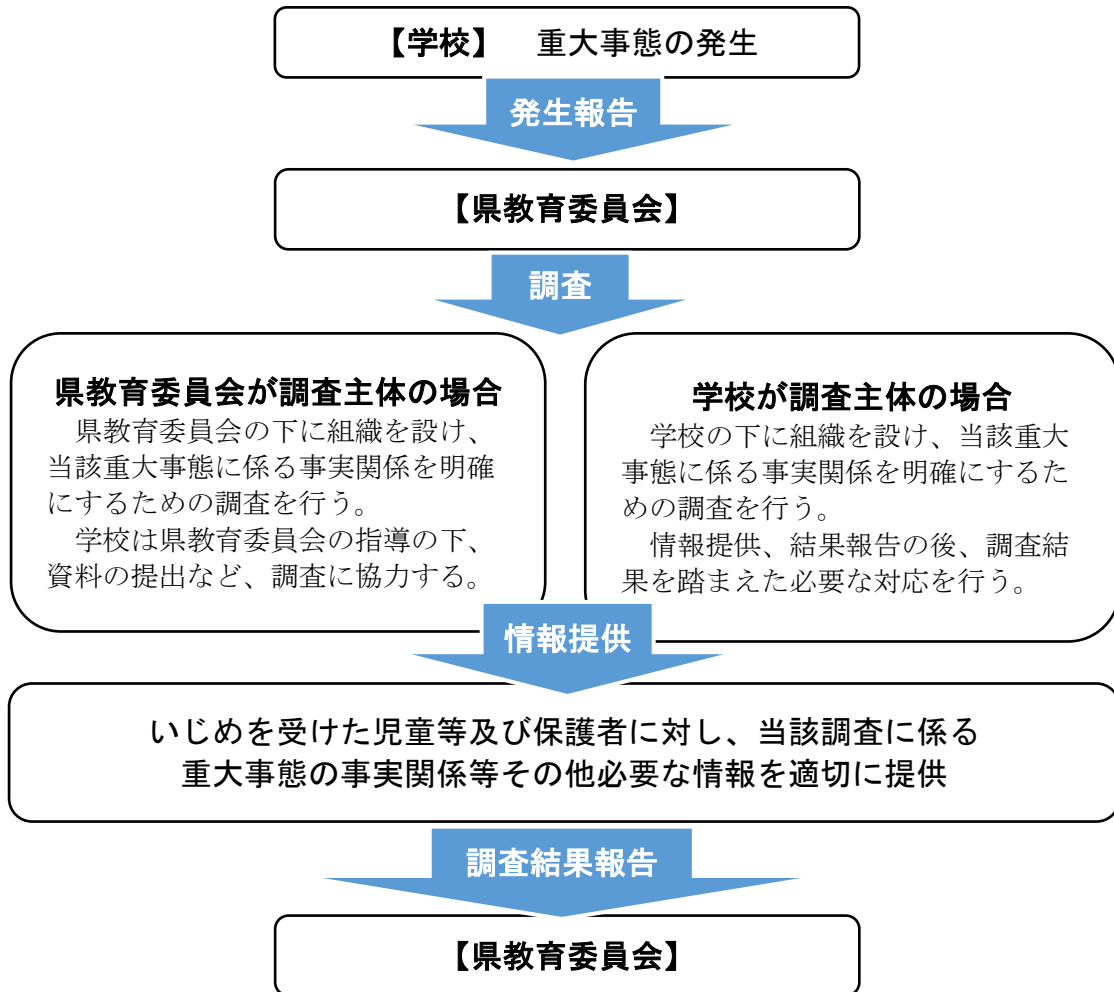 【学校】　重大事態の発生
発生報告
【県教育委員会】
調査
県教育委員会が調査主体の場合
　県教育委員会の下に組織を設け、
当該重大事態に係る事実関係を明確
にするための調査を行う。
　学校は県教育委員会の指導の下、
資料の提出など、調査に協力する。
学校が調査主体の場合
　学校の下に組織を設け、当該重大
事態に係る事実関係を明確にするた
めの調査を行う。
　情報提供、結果報告の後、調査結
果を踏まえた必要な対応を行う。
情報提供
いじめを受けた児童等及び保護者に対し、当該調査に係る
重大事態の事実関係等その他必要な情報を適切に提供
調査結果報告
【県教育委員会】